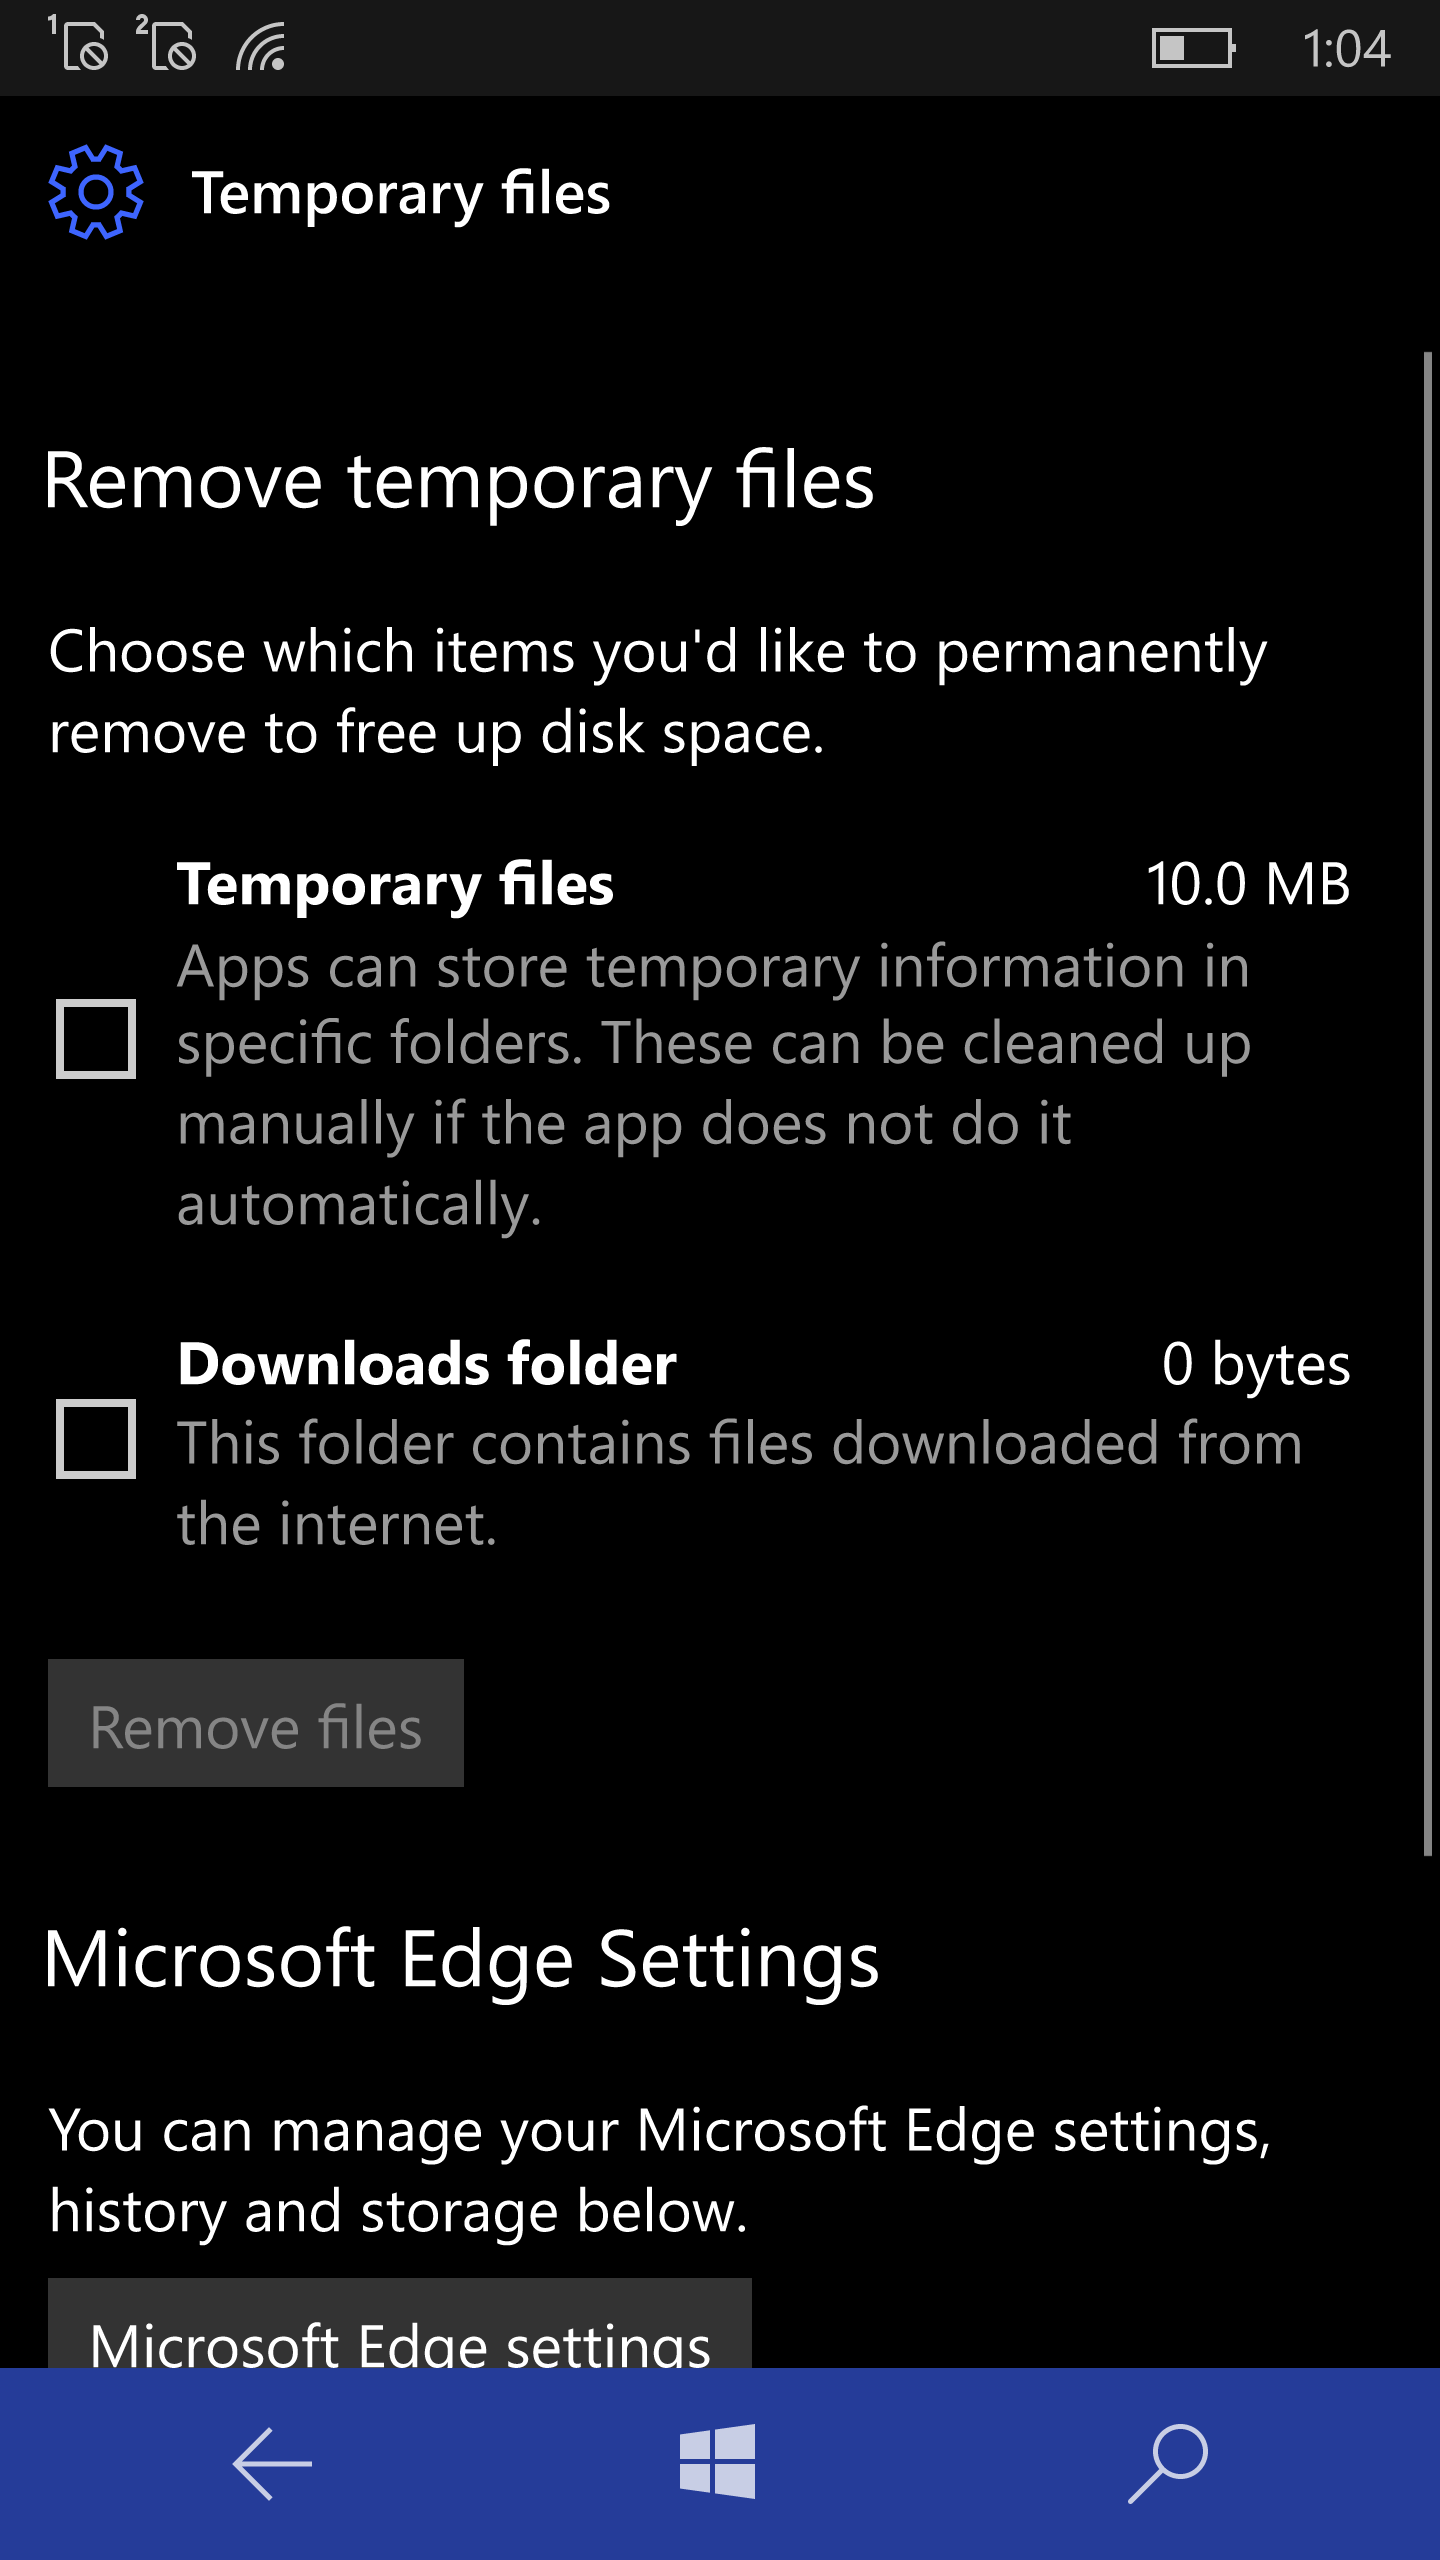 1 2 1:04
Temporary files
Remove temporary files
Choose which items you'd like to permanently
remove to free up disk space.
Temporary files 10.0 MB
Apps can store temporary information in
specific folders. These can be cleaned up
manually if the app does not do it
automatically.
Downloads folder 0 bytes
This folder contains files downloaded from
the internet.
Remove files
Microsoft Edge Settings
You can manage your Microsoft Edge settings,
history and storage below.
Microsoft Edge settings